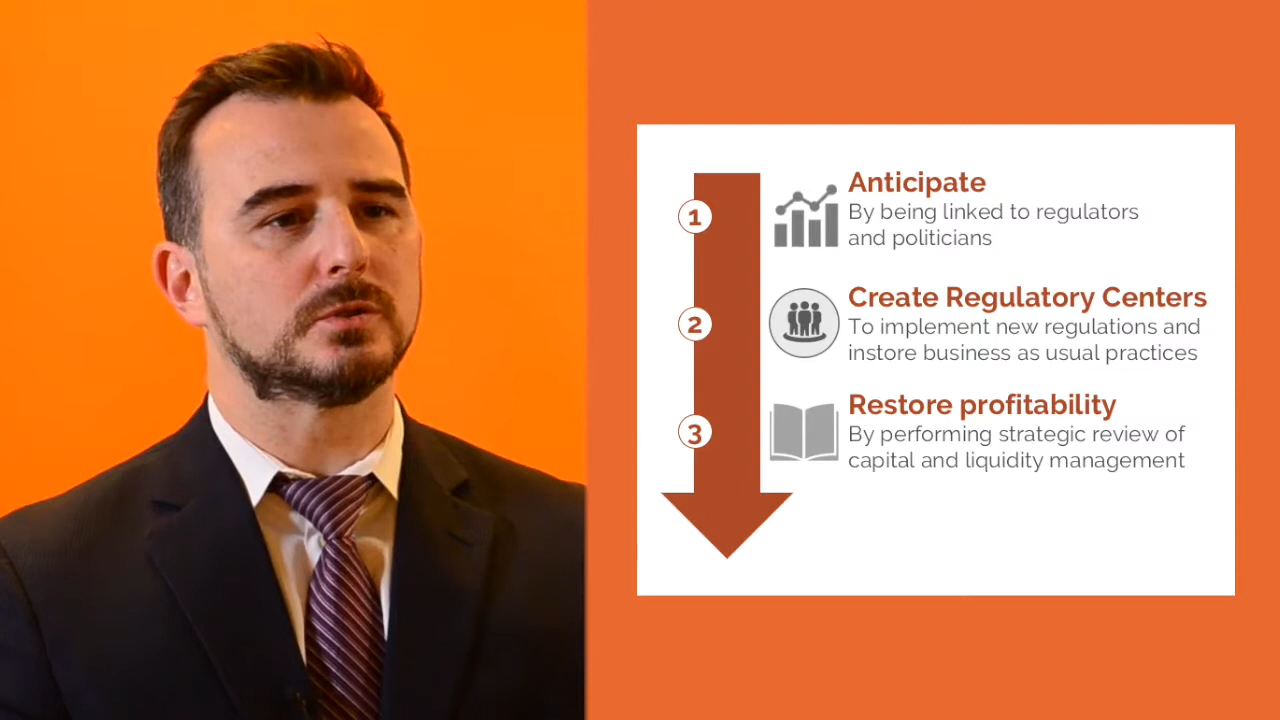 1
Anticipate
By being linked to regulators
and politicians
2
Create Regulatory Centers
To implement new regulations and
instore business as usual practices
3
Restore profitability
By performing strategic review of
capital and liquidity management